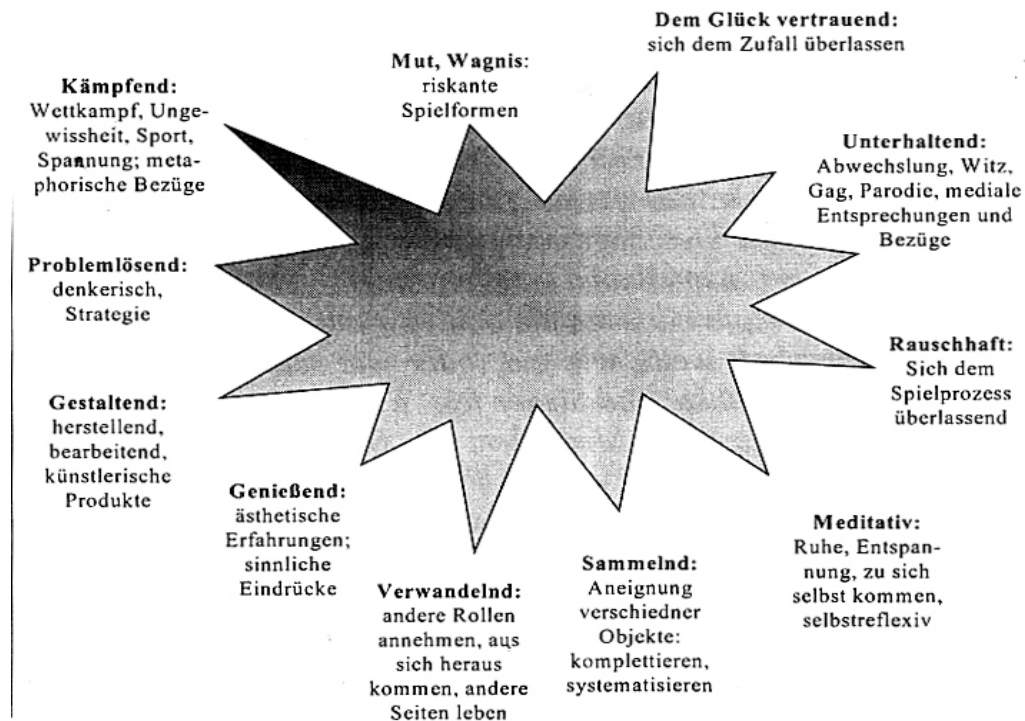 Dem Glück vertrauend:
sich dem Zufall überlassen
Mut, Wagnis:
riskante
Spielformen
Kämpfend:
Wettkampf, Unge-
wissheit, Sport,
Spannung; meta-
phorische Bezüge
Unterhaltend:
Abwechslung, Witz,
Gag, Parodie, mediale
Entsprechungen und
Bezüge
Problemlösend:
denkerisch,
Strategie
Rauschhaft:
Sich dem
Spielprozess
überlassend
Gestaltend:
herstellend,
bearbeitend,
künstlerische
Produkte
Genießend:
ästhetische
Erfahrungen;
sinnliche
Eindrücke
Verwandelnd:
andere Rollen
annehmen, aus
sich heraus
kommen, andere
Seiten leben
Sammelnd:
Aneignung
verschiedner
Objekte:
komplettieren,
systematisieren
Meditativ:
Ruhe, Entspan-
nung, zu sich
selbst kommen,
selbstreflexiv